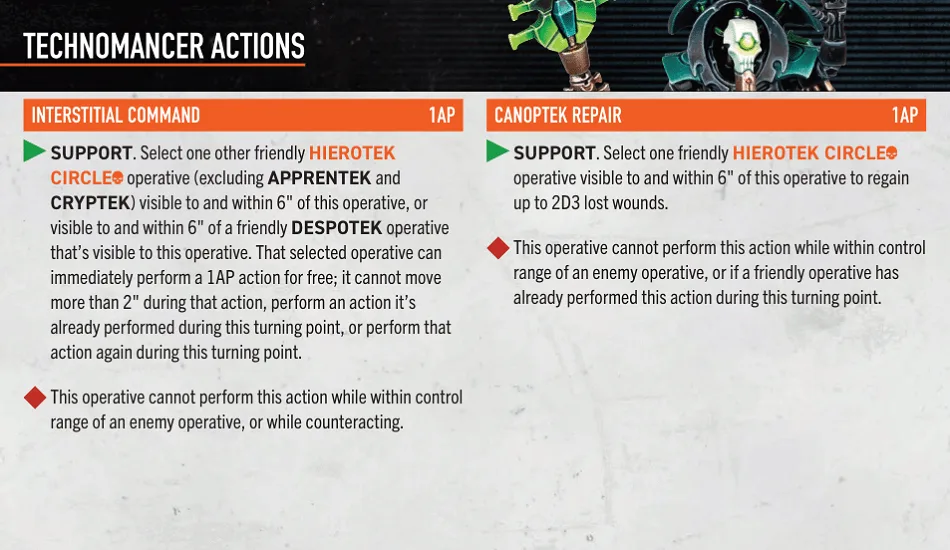 TECHNOMANCER ACTIONS
INTERSTITIAL COMMAND 1AP
SUPPORT. Select one other friendly HIEROTEK
CIRCLE operative (excluding APPRENTEK and
CRYPTEK) visible to and within 6" of this operative, or
visible to and within 6" of a friendly DESPOTEK operative
that's visible to this operative. That selected operative can
immediately perform a 1AP action for free; it cannot move
more than 2" during that action, perform an action it's
already performed during this turning point, or perform that
action again during this turning point.
This operative cannot perform this action while within control
range of an enemy operative, or while counteracting.
CANOPTEK REPAIR 1AP
SUPPORT. Select one friendly HIEROTEK CIRCLE
operative visible to and within 6" of this operative to regain
up to 2D3 lost wounds.
This operative cannot perform this action while within control
range of an enemy operative, or if a friendly operative has
already performed this action during this turning point.